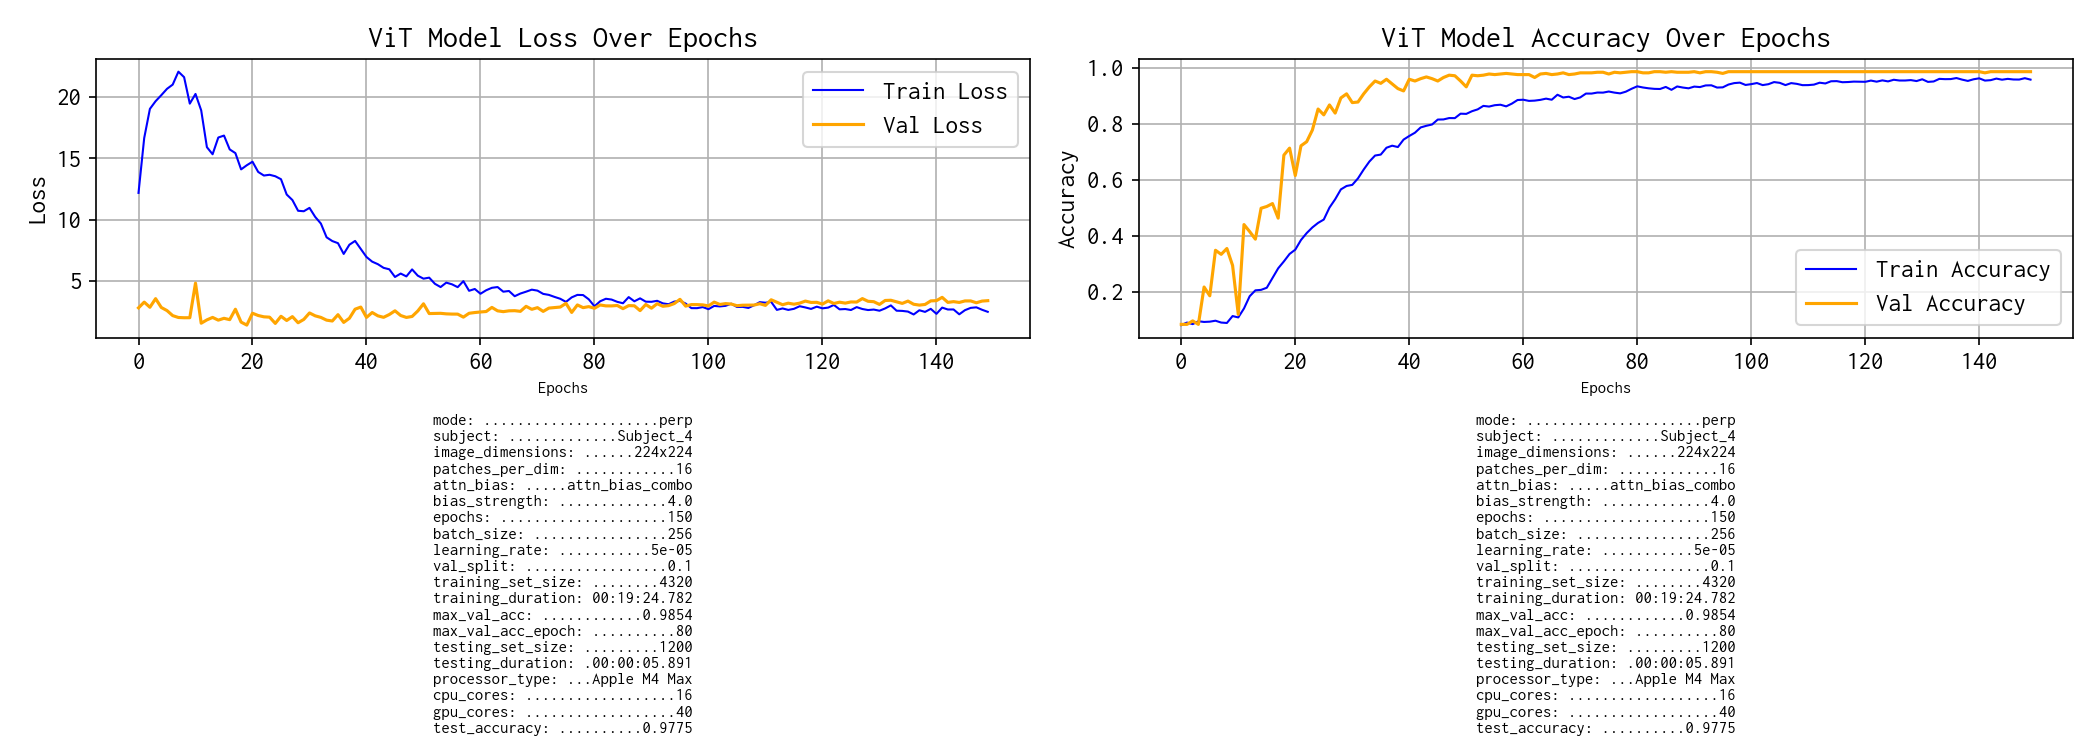 ViT Model Loss Over Epochs
Loss
20
15
10
5
Train Loss
Val Loss
0 20 40 60 80 100 120 140
Epochs
mode: .....................perp
subject: .............Subject_4
image_dimensions: ......224x224
patches_per_dim: ............16
attn_bias: .....attn_bias_combo
bias_strength: .............4.0
epochs: ....................150
batch_size: ................256
learning_rate: ...........5e-05
val_split: .................0.1
training_set_size: ........4320
training_duration: 00:19:24.782
max_val_acc: ............0.9854
max_val_acc_epoch: ..........80
testing_set_size: .........1200
testing_duration: .00:00:05.891
processor_type: ...Apple M4 Max
cpu_cores: ..................16
gpu_cores: ..................40
test_accuracy: ..........0.9775
ViT Model Accuracy Over Epochs
Accuracy
1.0
0.8
0.6
0.4
0.2
Train Accuracy
Val Accuracy
0 20 40 60 80 100 120 140
Epochs
mode: .....................perp
subject: .............Subject_4
image_dimensions: ......224x224
patches_per_dim: ............16
attn_bias: .....attn_bias_combo
bias_strength: .............4.0
epochs: ....................150
batch_size: ................256
learning_rate: ...........5e-05
val_split: .................0.1
training_set_size: ........4320
training_duration: 00:19:24.782
max_val_acc: ............0.9854
max_val_acc_epoch: ..........80
testing_set_size: .........1200
testing_duration: .00:00:05.891
processor_type: ...Apple M4 Max
cpu_cores: ..................16
gpu_cores: ..................40
test_accuracy: ..........0.9775